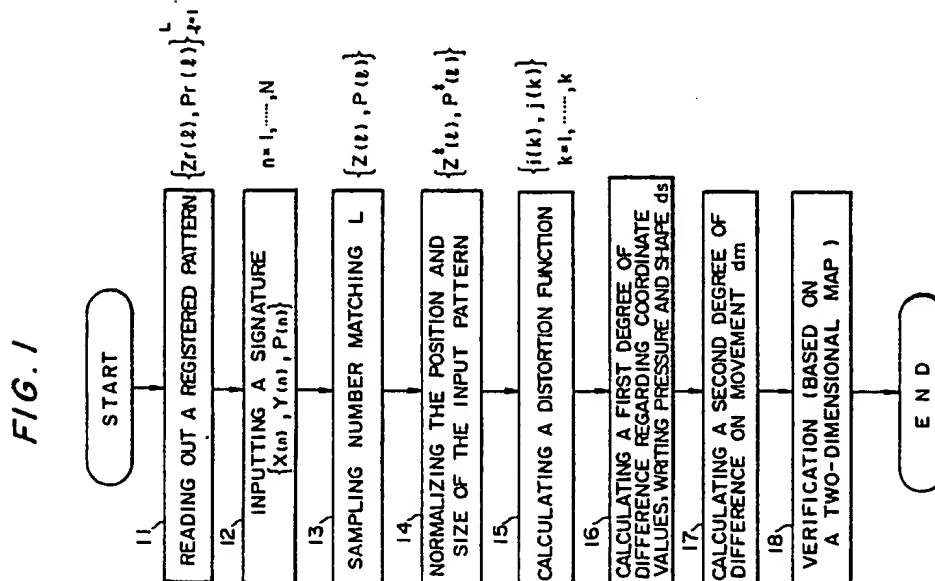 FIG. 1
START
11
READING OUT A REGISTERED PATTERN
{Zr(ℓ), Pr(ℓ)}ᴸℓ=1
12
INPUTTING A SIGNATURE
{X(n), Y(n), P(n)}
n=1,......,N
13
SAMPLING NUMBER MATCHING L
{Z(ℓ), P(ℓ)}
14
NORMALIZING THE POSITION AND
SIZE OF THE INPUT PATTERN
{Z‡(ℓ), P‡(ℓ)}
15
CALCULATING A DISTORTION FUNCTION
{i(k), j(k)}
k=1,......,k
16
CALCULATING A FIRST DEGREE OF
DIFFERENCE REGARDING COORDINATE
VALUES, WRITING PRESSURE AND SHAPE ds
17
CALCULATING A SECOND DEGREE OF
DIFFERENCE ON MOVEMENT dm
18
VERIFICATION (BASED ON
A TWO-DIMENSIONAL MAP)
END